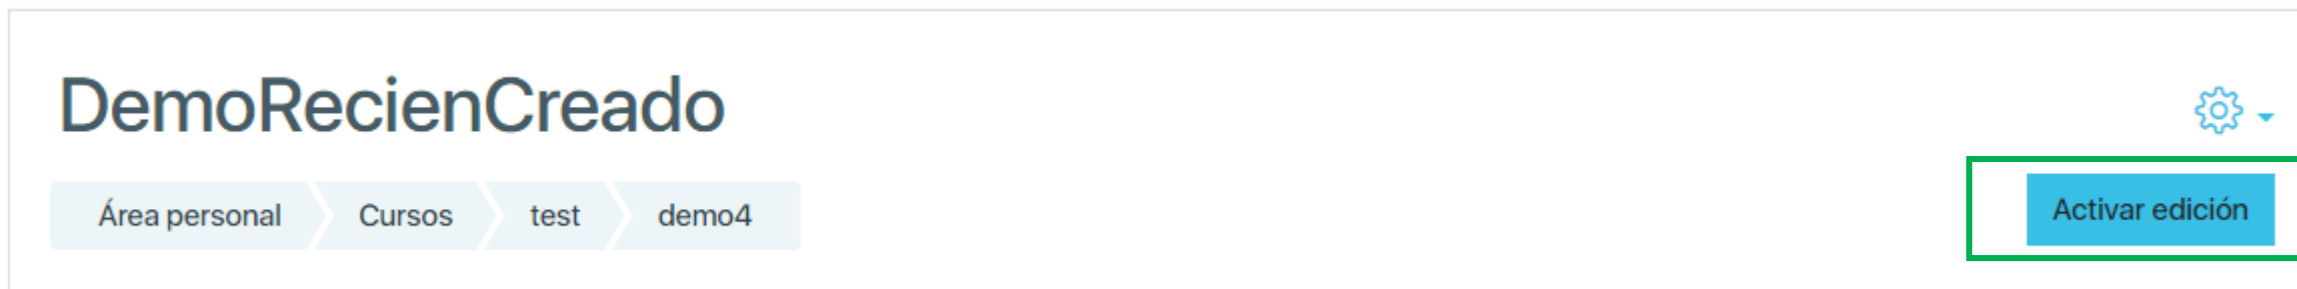 DemoRecienCreado
Área personal Cursos test demo4
Activar edición